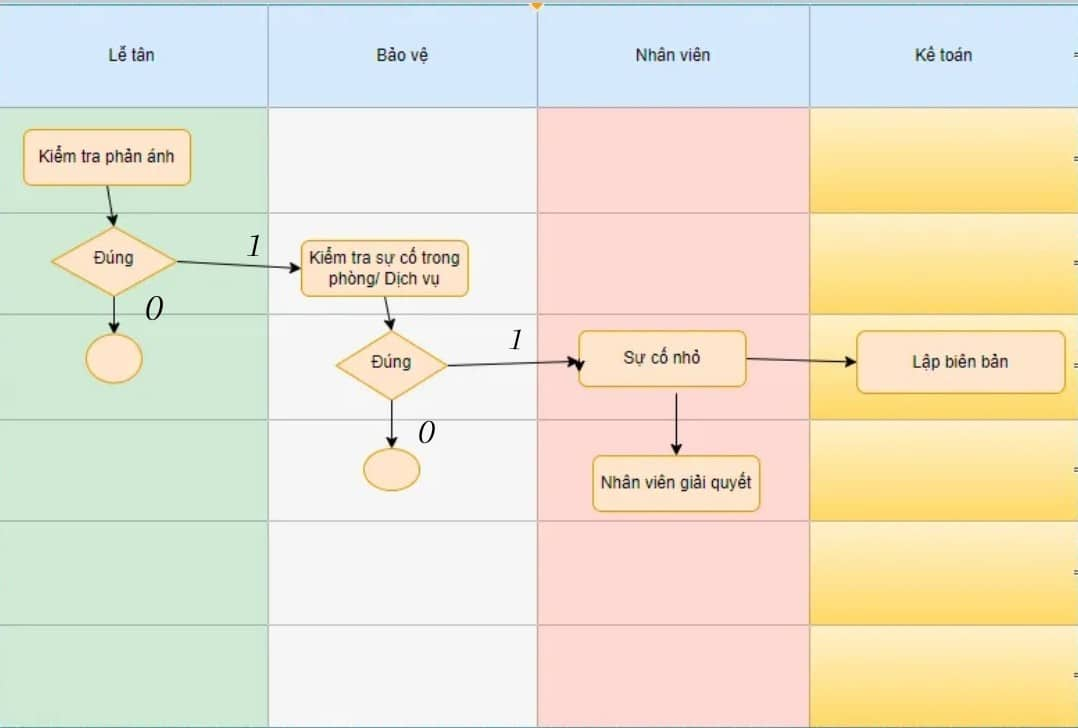 Lễ tân
Bảo vệ
Nhân viên
Kế toán
Kiểm tra phản ánh
Đúng
1
0
Kiểm tra sự cố trong
phòng/ Dịch vụ
Đúng
1
0
Sự cố nhỏ
Lập biên bản
Nhân viên giải quyết